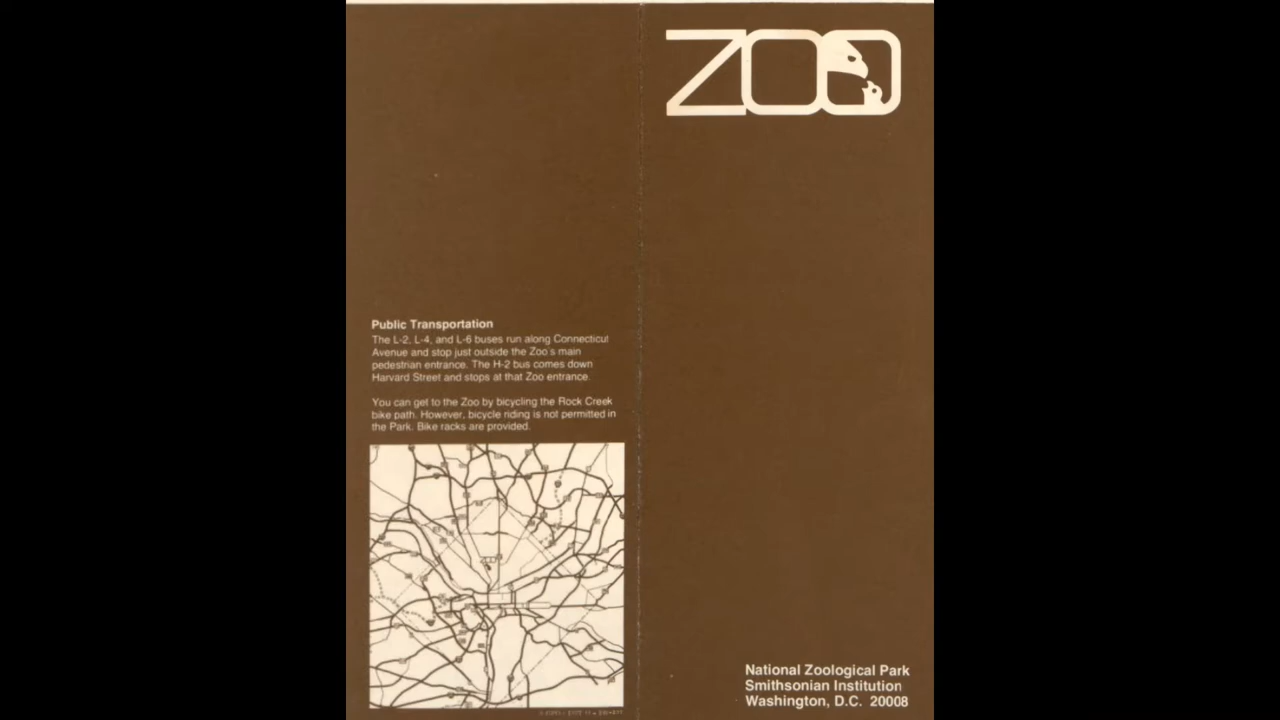 ZOO
Public Transportation
The L-2, L-4, and L-6 buses run along Connecticut
Avenue and stop just outside the Zoo's main
pedestrian entrance. The H-2 bus comes down
Harvard Street and stops at that Zoo entrance.
You can get to the Zoo by bicycling the Rock Creek
bike path. However, bicycle riding is not permitted in
the Park. Bike racks are provided.
National Zoological Park
Smithsonian Institution
Washington, D.C. 20008